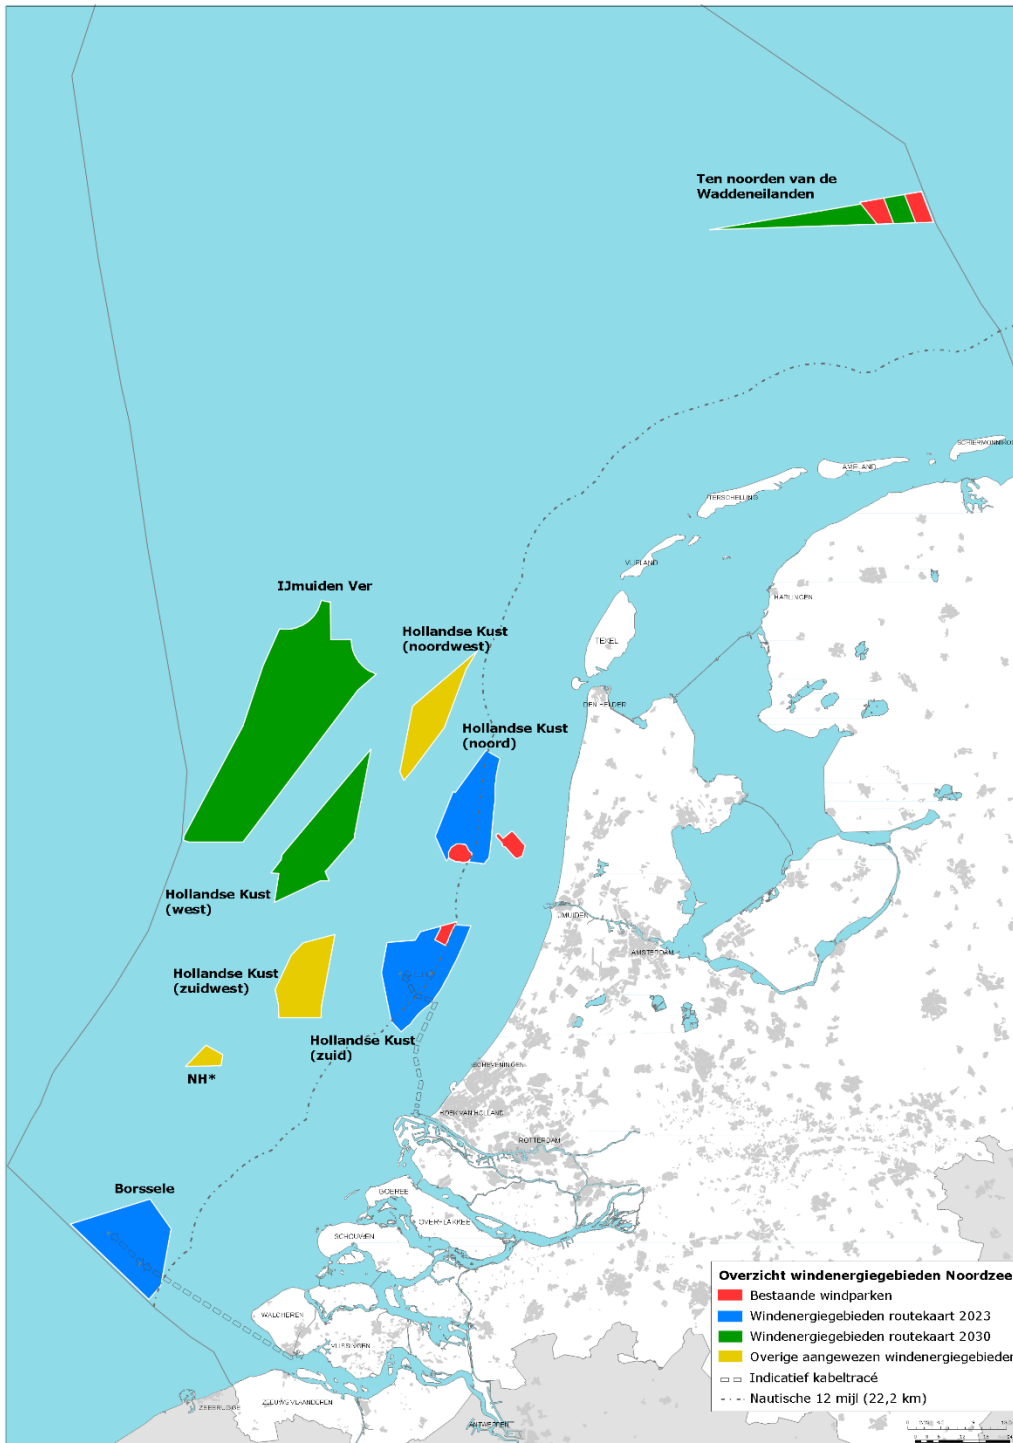 Ten noorden van de
Waddeneilanden
SCHIERMONNIKOOG
AMELAND
TERSCHELLING
VLIELAND
HARLINGEN
IJmuiden Ver
Hollandse Kust
(noordwest)
TEXEL
DEN HELDER
Hollandse Kust
(noord)
Hollandse Kust
(west)
IJMUIDEN
AMSTERDAM
Hollandse Kust
(zuidwest)
Hollandse Kust
(zuid)
NH*
SCHEVENINGEN
HOEK VAN HOLLAND
ROTTERDAM
Borssele
GOEREE
OVERFLAKKEE
SCHOUWEN
WALCHEREN
VLISSINGEN
ZEEUWS VLAANDEREN
ZEEBRUGGE
ANTWERPEN
Overzicht windenergiegebieden Noordzee
Bestaande windparken
Windenergiegebieden routekaart 2023
Windenergiegebieden routekaart 2030
Overige aangewezen windenergiegebieden
Indicatief kabeltracé
Nautische 12 mijl (22,2 km)